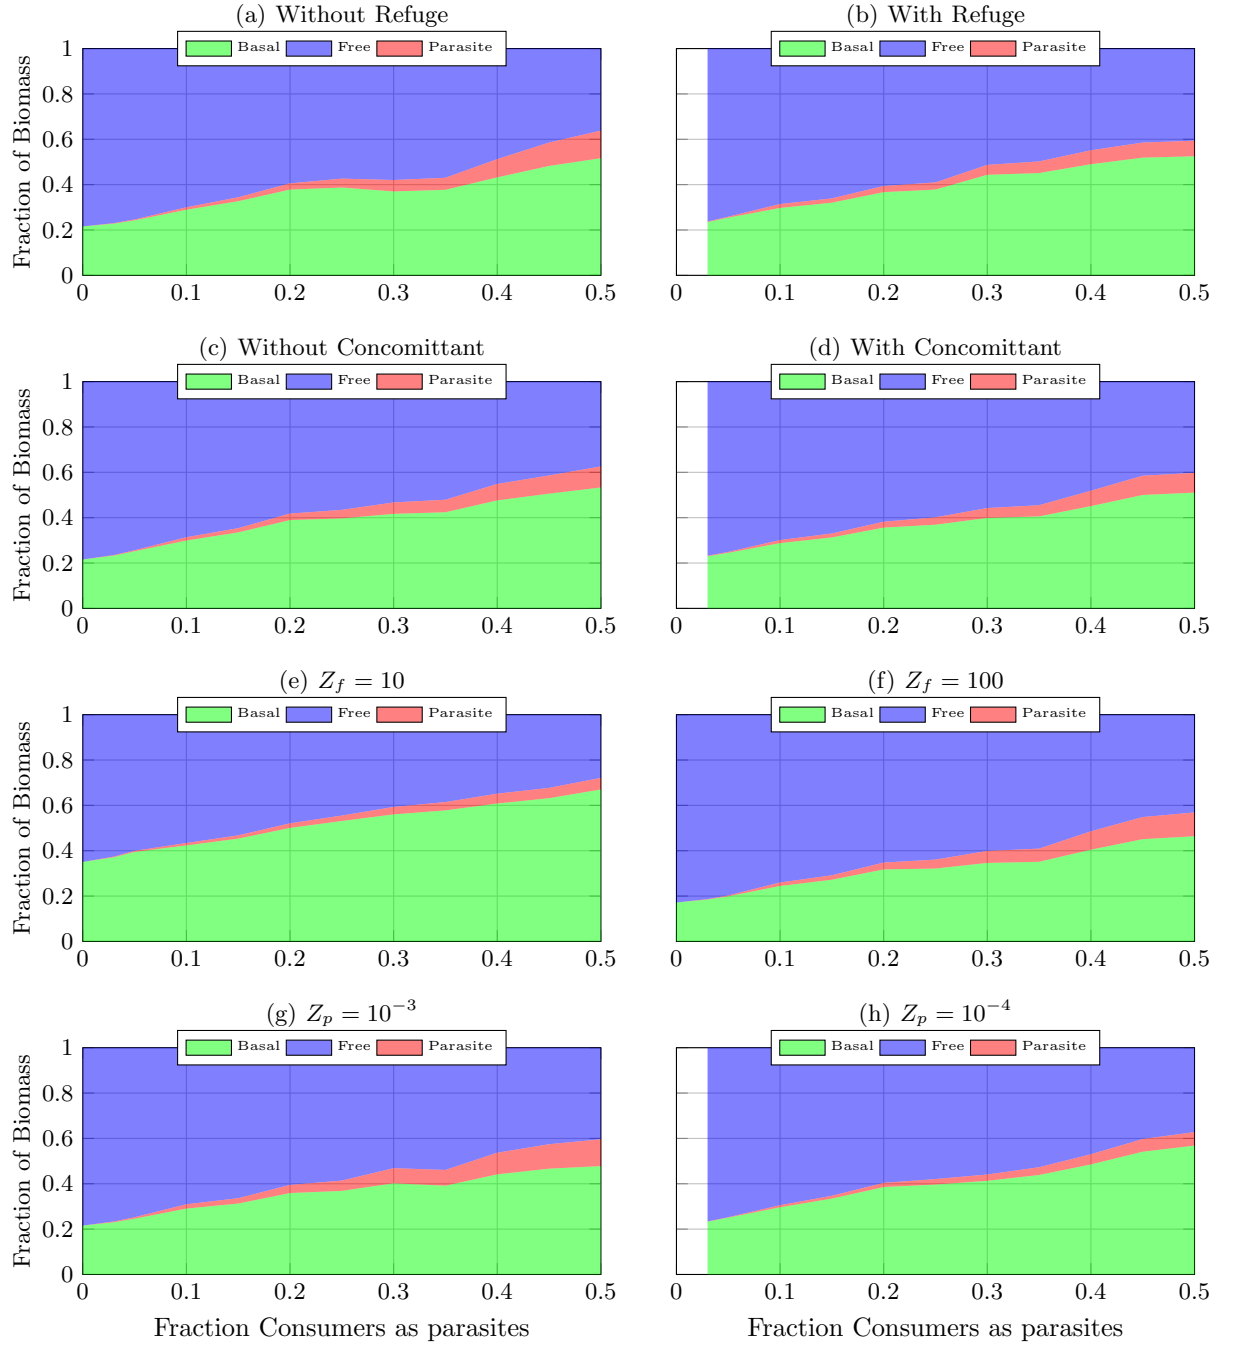 (a) Without Refuge
(b) With Refuge
Basal Free Parasite
Basal Free Parasite
Fraction of Biomass
1
0.8
0.6
0.4
0.2
0
0 0.1 0.2 0.3 0.4 0.5
0 0.1 0.2 0.3 0.4 0.5
(c) Without Concomittant
(d) With Concomittant
Basal Free Parasite
Basal Free Parasite
Fraction of Biomass
1
0.8
0.6
0.4
0.2
0
0 0.1 0.2 0.3 0.4 0.5
0 0.1 0.2 0.3 0.4 0.5
(e) Z_f = 10
(f) Z_f = 100
Basal Free Parasite
Basal Free Parasite
Fraction of Biomass
1
0.8
0.6
0.4
0.2
0
0 0.1 0.2 0.3 0.4 0.5
0 0.1 0.2 0.3 0.4 0.5
(g) Z_p = 10^{-3}
(h) Z_p = 10^{-4}
Basal Free Parasite
Basal Free Parasite
Fraction of Biomass
1
0.8
0.6
0.4
0.2
0
0 0.1 0.2 0.3 0.4 0.5
0 0.1 0.2 0.3 0.4 0.5
Fraction Consumers as parasites
Fraction Consumers as parasites